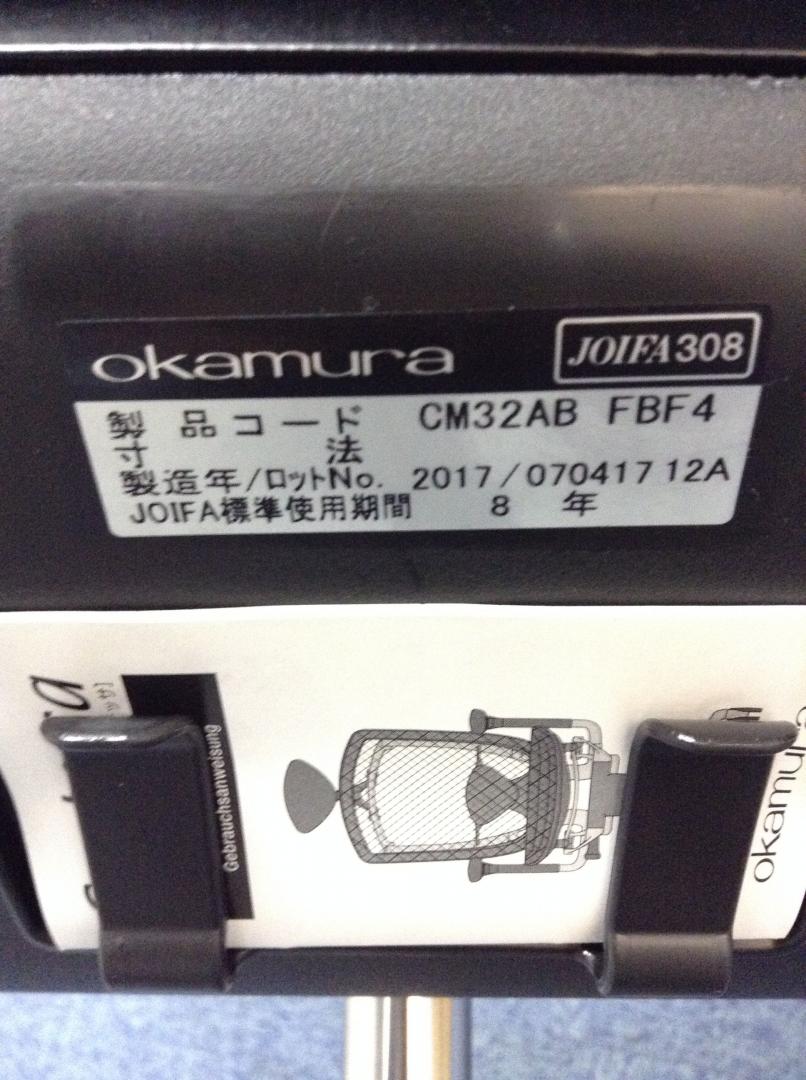 okamura
JOIFA308
製品コード CM32AB FBF4
寸法
製造年/ロットNo. 2017/07041712A
JOIFA標準使用期間 8 年
Gebrauchsanweisung
okamura